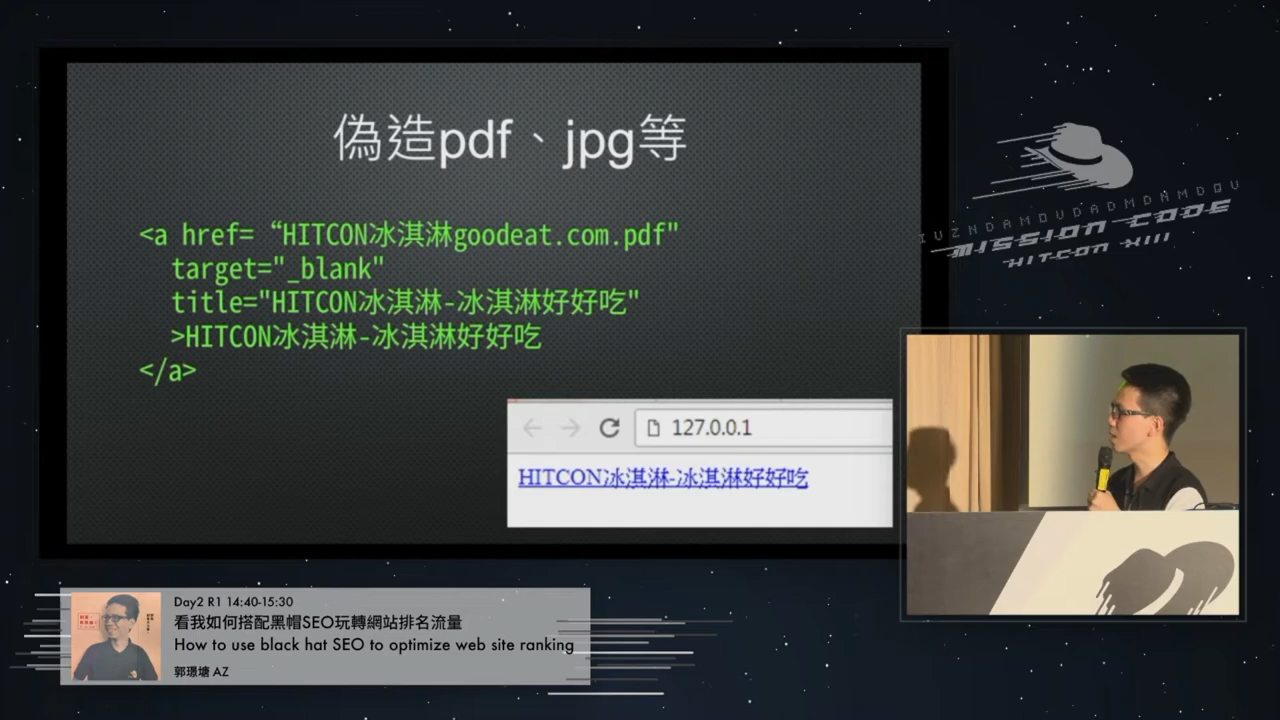 偽造pdf、jpg等
<a href= “HITCON冰淇淋goodeat.com.pdf"
target="_blank"
title="HITCON冰淇淋-冰淇淋好好吃"
>HITCON冰淇淋-冰淇淋好好吃
</a>
127.0.0.1
HITCON冰淇淋-冰淇淋好好吃
IVZNDAMOUDADMDNAMDQU
MISSION CODE
HITCON XIII
Day2 R1 14:40-15:30
看我如何搭配黑帽SEO玩轉網站排名流量
How to use black hat SEO to optimize web site ranking
郭璟塘 AZ